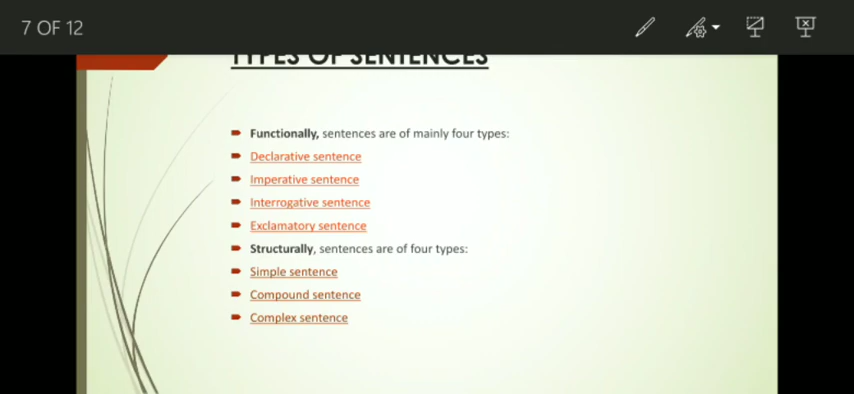 7 OF 12
TYPES OF SENTENCES
Functionally, sentences are of mainly four types:
Declarative sentence
Imperative sentence
Interrogative sentence
Exclamatory sentence
Structurally, sentences are of four types:
Simple sentence
Compound sentence
Complex sentence